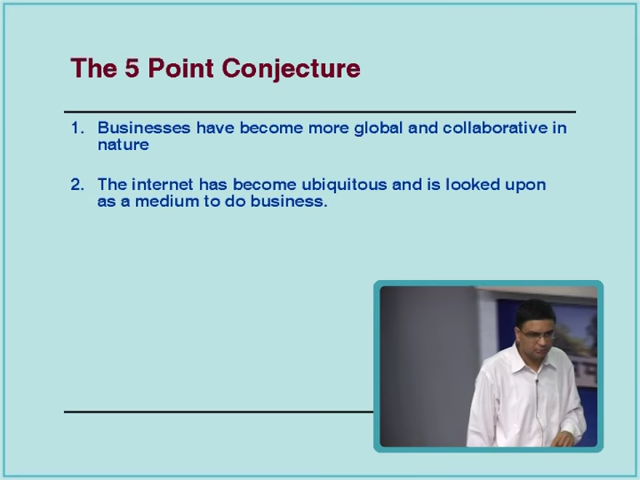 The 5 Point Conjecture
1. Businesses have become more global and collaborative in
nature
2. The internet has become ubiquitous and is looked upon
as a medium to do business.